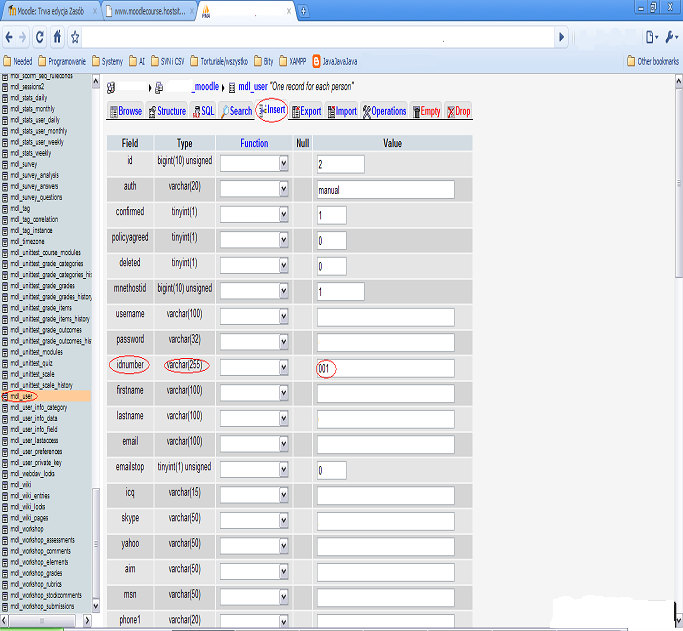 Moodle: Trwa edycja Zasób
www.moodlecourse.hostsit...
PMA
Needed Programowanie Systemy AI SVN i CSV Torturiale/wszystko Bity XAMPP JavaJavaJava Other bookmarks
mdl_sessions2
mdl_stats_daily
mdl_stats_monthly
mdl_stats_user_daily
mdl_stats_user_monthly
mdl_stats_user_weekly
mdl_stats_weekly
mdl_survey
mdl_survey_analysis
mdl_survey_answers
mdl_survey_questions
mdl_tag
mdl_tag_correlation
mdl_tag_instance
mdl_timezone
mdl_unittest_course_modules
mdl_unittest_grade_categories
mdl_unittest_grade_categories_his
mdl_unittest_grade_grades
mdl_unittest_grade_grades_history
mdl_unittest_grade_items
mdl_unittest_grade_items_history
mdl_unittest_grade_outcomes
mdl_unittest_grade_outcomes_his
mdl_unittest_modules
mdl_unittest_quiz
mdl_unittest_scale
mdl_unittest_scale_history
mdl_user
mdl_user_info_category
mdl_user_info_data
mdl_user_info_field
mdl_user_lastaccess
mdl_user_preferences
mdl_user_private_key
mdl_webdav_locks
mdl_wiki
mdl_wiki_entries
mdl_wiki_locks
mdl_wiki_pages
mdl_workshop
mdl_workshop_assessments
mdl_workshop_comments
mdl_workshop_elements
mdl_workshop_grades
mdl_workshop_rubrics
mdl_workshop_stockcomments
mdl_workshop_submissions
_moodle mdl_user "One record for each person"
Browse Structure SQL Search Insert Export Import Operations Empty Drop
Field Type Function Null Value
id bigint(10) unsigned 2
auth varchar(20) manual
confirmed tinyint(1) 1
policyagreed tinyint(1) 0
deleted tinyint(1) 0
mnethostid bigint(10) unsigned 1
username varchar(100)
password varchar(32)
idnumber varchar(255) 001
firstname varchar(100)
lastname varchar(100)
email varchar(100)
emailstop tinyint(1) unsigned 0
icq varchar(15)
skype varchar(50)
yahoo varchar(50)
aim varchar(50)
msn varchar(50)
phone1 varchar(20)